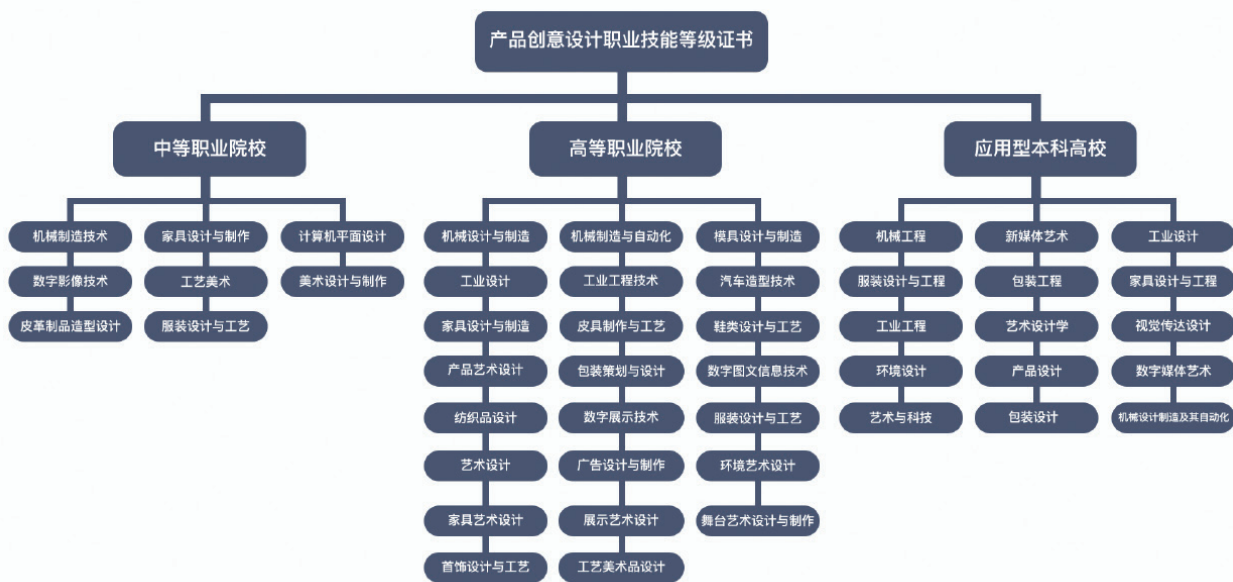 产品创意设计职业技能等级证书
中等职业院校
高等职业院校
应用型本科高校
机械制造技术
数字影像技术
皮革制品造型设计
家具设计与制作
工艺美术
服装设计与工艺
计算机平面设计
美术设计与制作
机械设计与制造
工业设计
家具设计与制造
产品艺术设计
纺织品设计
艺术设计
家具艺术设计
首饰设计与工艺
机械制造与自动化
工业工程技术
皮具制作与工艺
包装策划与设计
数字展示技术
广告设计与制作
展示艺术设计
工艺美术品设计
模具设计与制造
汽车造型技术
鞋类设计与工艺
数字图文信息技术
服装设计与工艺
环境艺术设计
舞台艺术设计与制作
机械工程
服装设计与工程
工业工程
环境设计
艺术与科技
新媒体艺术
包装工程
艺术设计学
产品设计
包装设计
工业设计
家具设计与工程
视觉传达设计
数字媒体艺术
机械设计制造及其自动化